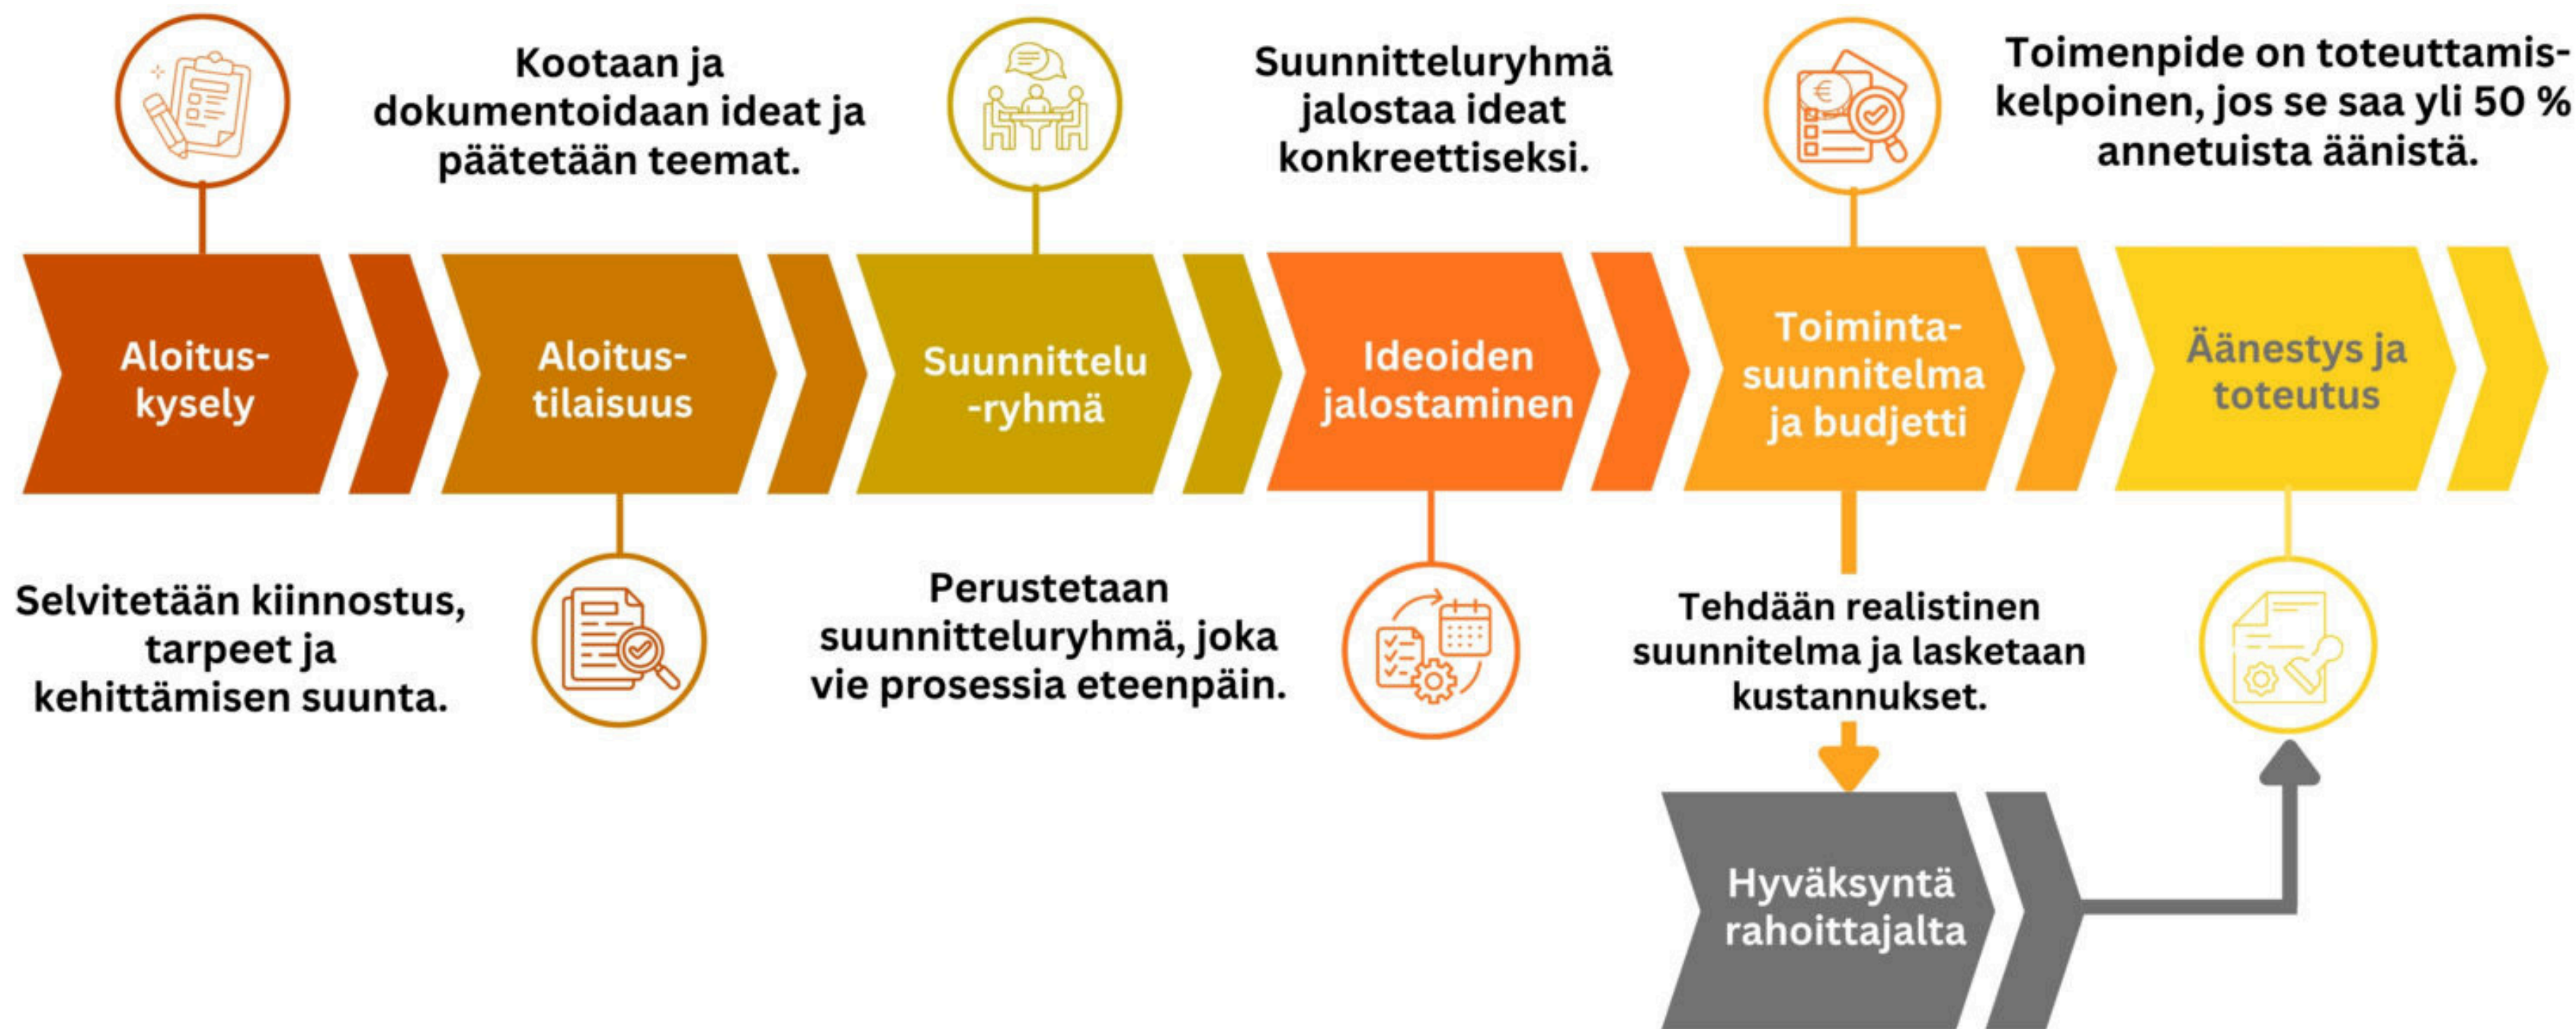 Kootaan ja
dokumentoidaan ideat ja
päätetään teemat.
Suunnitteluryhmä
jalostaa ideat
konkreettiseksi.
Toimenpide on toteuttamis-
kelpoinen, jos se saa yli 50 %
annetuista äänistä.
€
Aloitus-
kysely
Aloitus-
tilaisuus
Suunnittelu
-ryhmä
Ideoiden
jalostaminen
Toiminta-
suunnitelma
ja budjetti
Äänestys ja
toteutus
Selvitetään kiinnostus,
tarpeet ja
kehittämisen suunta.
Perustetaan
suunnitteluryhmä, joka
vie prosessia eteenpäin.
Tehdään realistinen
suunnitelma ja lasketaan
kustannukset.
Hyväksyntä
rahoittajalta